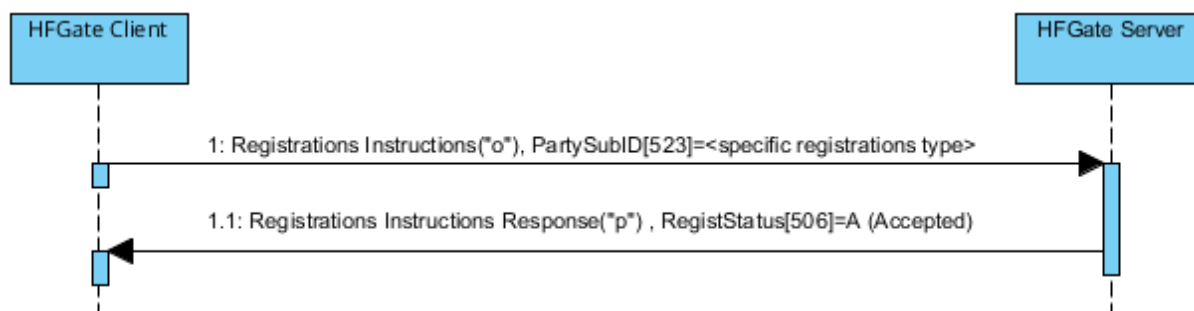 HFGate Client
HFGate Server
1: Registrations Instructions("o"), PartySubID[523]=<specific registrations type>
1.1: Registrations Instructions Response("p") , RegistStatus[506]=A (Accepted)